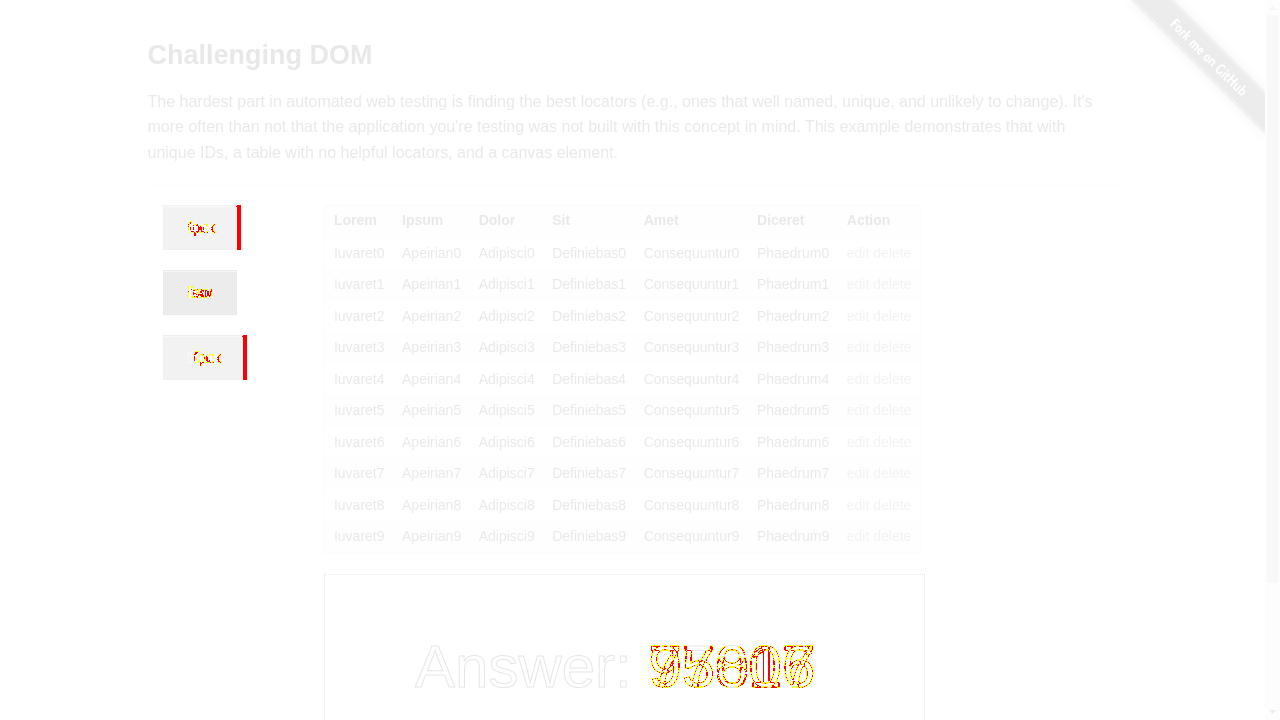 Fork me on GitHub
Challenging DOM
The hardest part in automated web testing is finding the best locators (e.g., ones that well named, unique, and unlikely to change). It's
more often than not that the application you're testing was not built with this concept in mind. This example demonstrates that with
unique IDs, a table with no helpful locators, and a canvas element.
Lorem Ipsum Dolor Sit Amet Diceret Action
Iuvaret0 Apeirian0 Adipisci0 Definiebas0 Consequuntur0 Phaedrum0 edit delete
Iuvaret1 Apeirian1 Adipisci1 Definiebas1 Consequuntur1 Phaedrum1 edit delete
Iuvaret2 Apeirian2 Adipisci2 Definiebas2 Consequuntur2 Phaedrum2 edit delete
Iuvaret3 Apeirian3 Adipisci3 Definiebas3 Consequuntur3 Phaedrum3 edit delete
Iuvaret4 Apeirian4 Adipisci4 Definiebas4 Consequuntur4 Phaedrum4 edit delete
Iuvaret5 Apeirian5 Adipisci5 Definiebas5 Consequuntur5 Phaedrum5 edit delete
Iuvaret6 Apeirian6 Adipisci6 Definiebas6 Consequuntur6 Phaedrum6 edit delete
Iuvaret7 Apeirian7 Adipisci7 Definiebas7 Consequuntur7 Phaedrum7 edit delete
Iuvaret8 Apeirian8 Adipisci8 Definiebas8 Consequuntur8 Phaedrum8 edit delete
Iuvaret9 Apeirian9 Adipisci9 Definiebas9 Consequuntur9 Phaedrum9 edit delete
Answer: